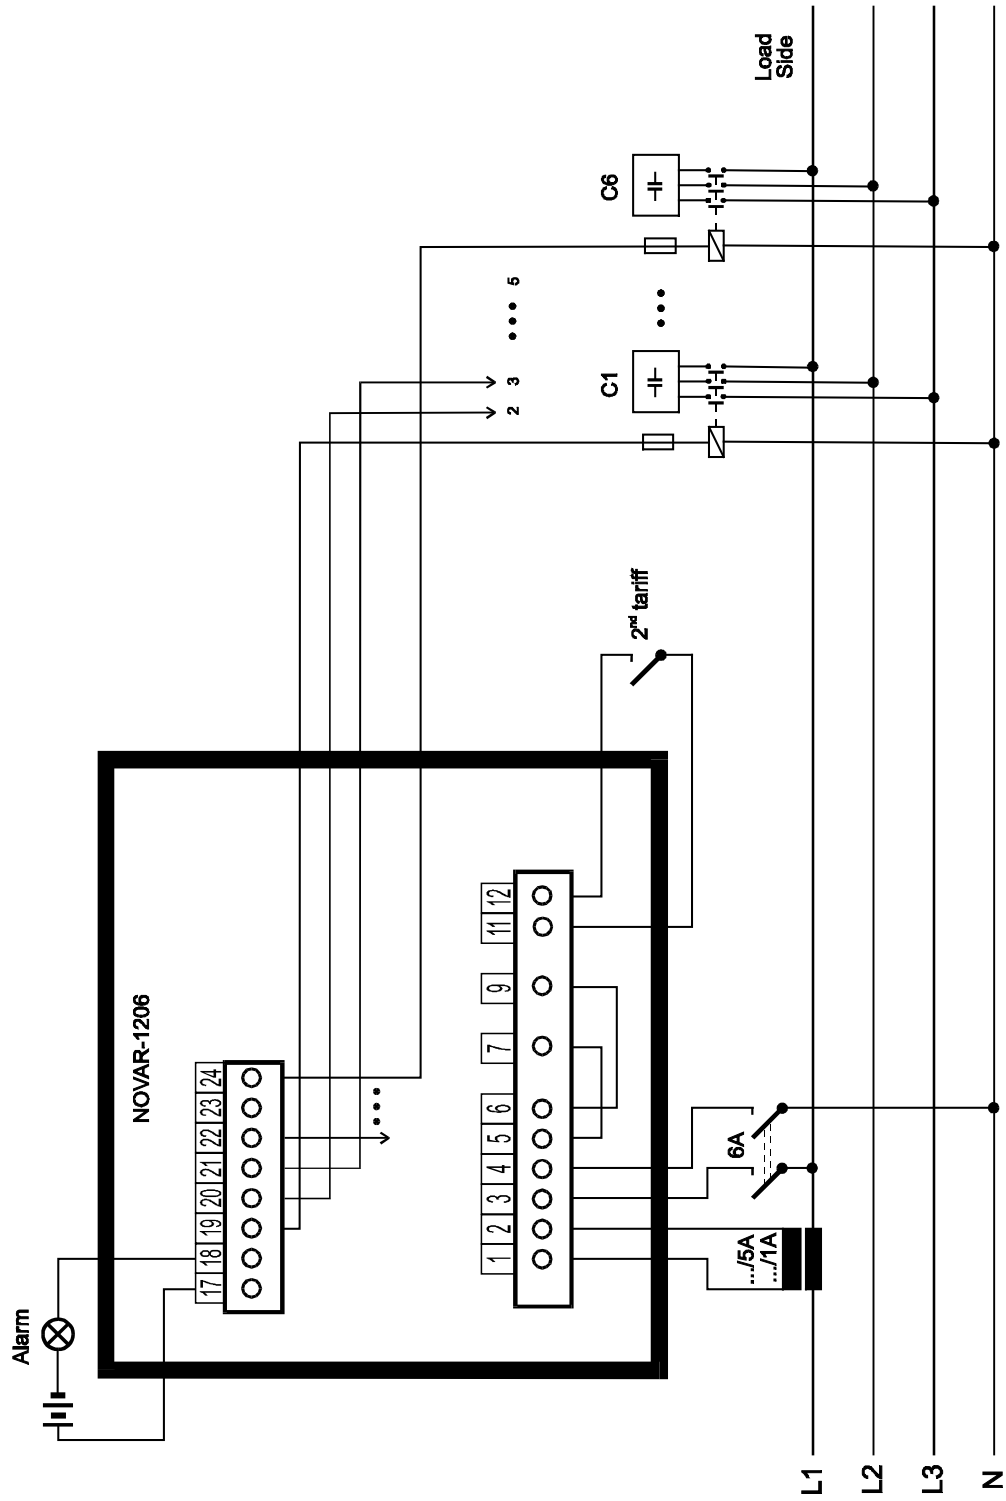 Alarm
NOVAR-1206
17 18 19 20 21 22 23 24
1 2 3 4 5 6 7 9 11 12
2nd tariff
2 3 5
C1
C6
.../5A
.../1A
6A
Load
Side
L1
L2
L3
N